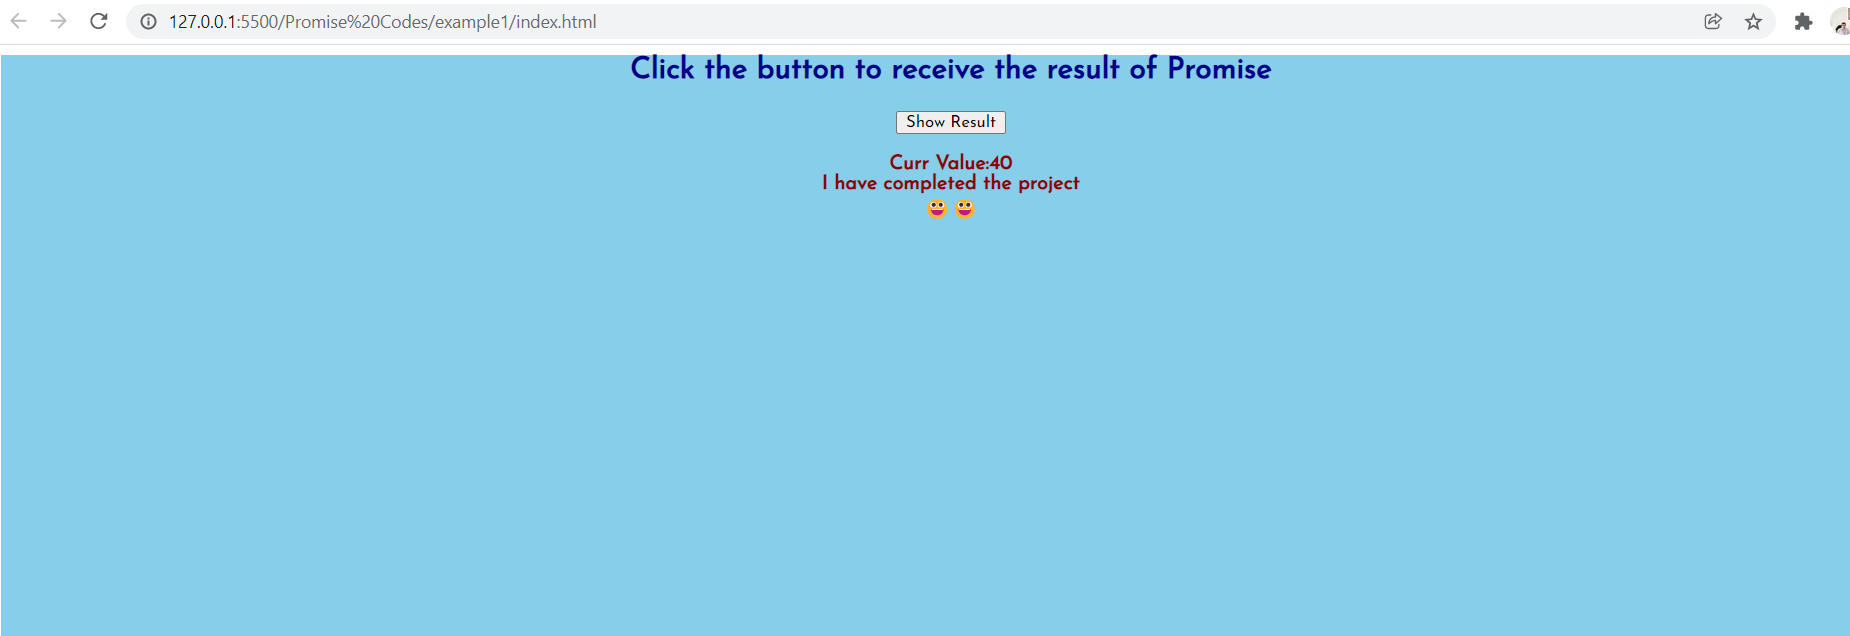 127.0.0.1:5500/Promise%20Codes/example1/index.html
Click the button to receive the result of Promise
Show Result
Curr Value:40
I have completed the project